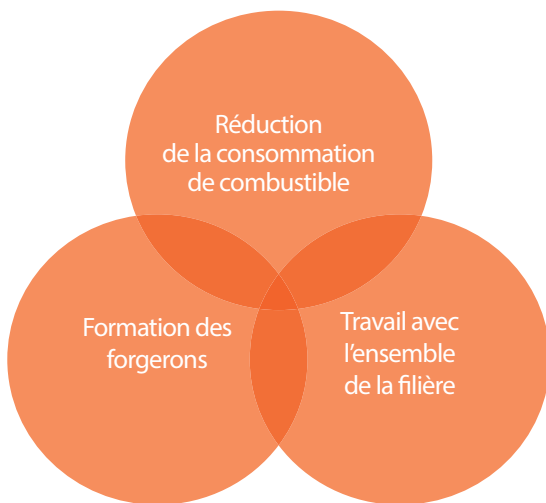 Réduction
de la consommation
de combustible
Formation des
forgerons
Travail avec
l'ensemble
de la filière